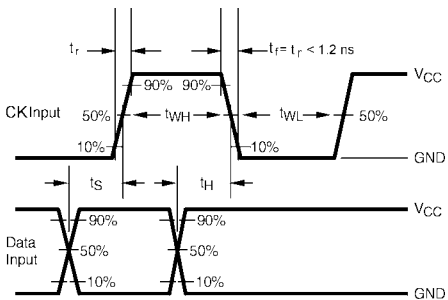 tr
tf = tr < 1.2 ns
90% 90%
VCC
CKInput
50%
tWH
tWL
50%
10%
10%
GND
tS
tH
VCC
90%
90%
Data
Input
50%
50%
10%
10%
GND